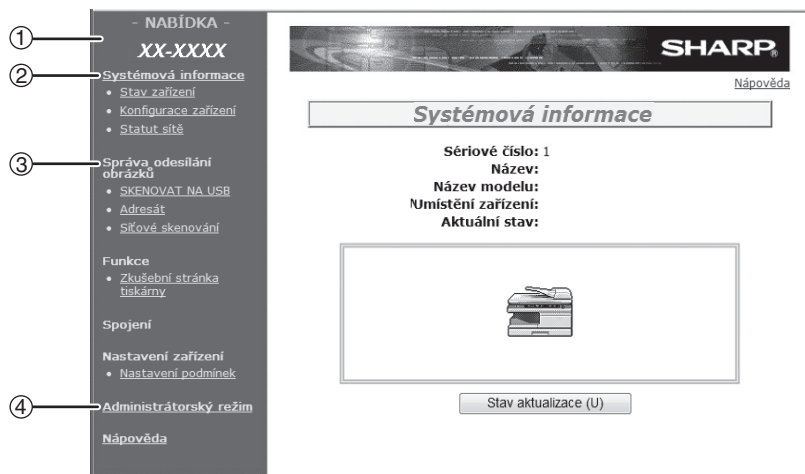 - NABÍDKA -
① XX-XXXX
② Systémová informace
• Stav zařízení
• Konfigurace zařízení
• Statut sítě
③ Správa odesílání
obrázků
• SKENOVAT NA USB
• Adresát
• Síťové skenování
Funkce
• Zkušební stránka
tiskárny
Spojení
Nastavení zařízení
• Nastavení podmínek
④ Administrátorský režim
Nápověda
SHARP®
Nápověda
Systémová informace
Sériové číslo: 1
Název:
Název modelu:
Umístění zařízení:
Aktuální stav:
Stav aktualizace (U)